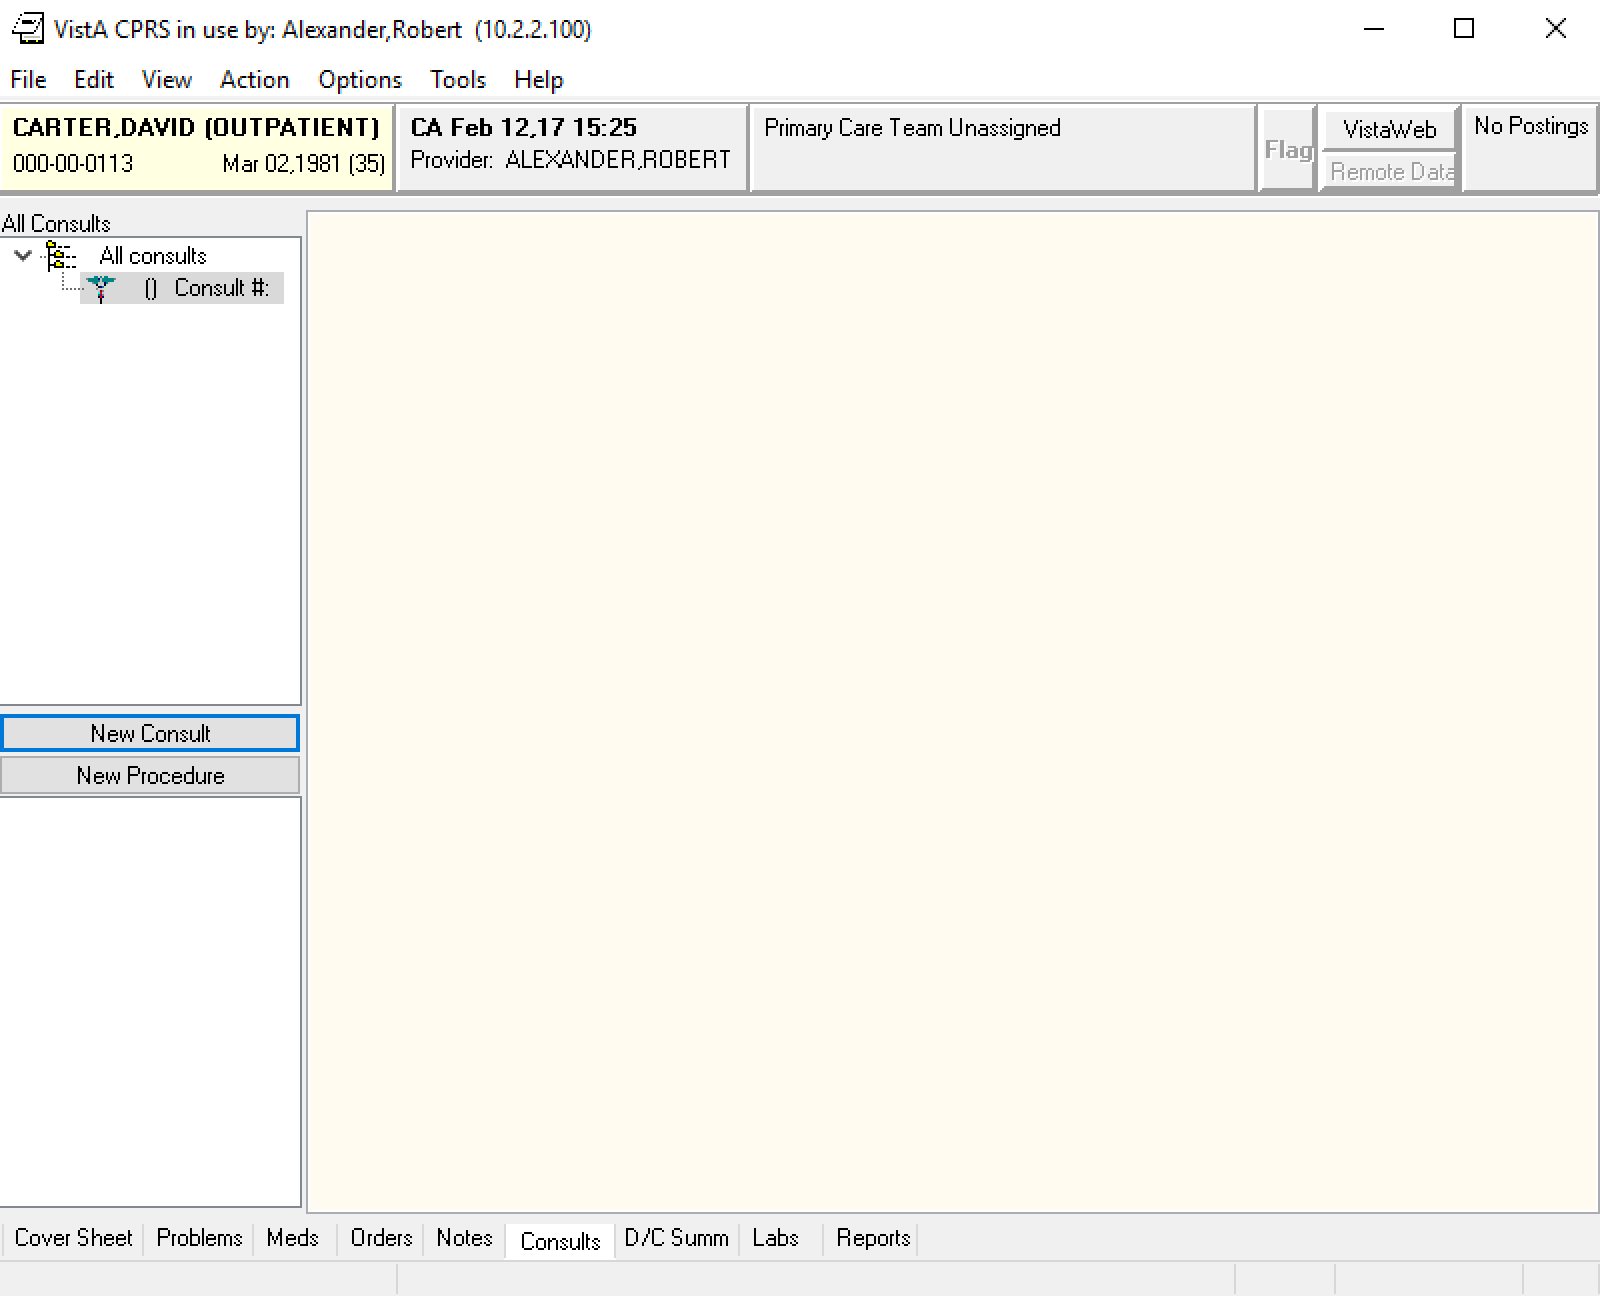 VistA CPRS in use by: Alexander,Robert (10.2.2.100)
File Edit View Action Options Tools Help
CARTER,DAVID (OUTPATIENT)
000-00-0113 Mar 02,1981 (35)
CA Feb 12,17 15:25
Provider: ALEXANDER,ROBERT
Primary Care Team Unassigned
Flag
VistaWeb
Remote Data
No Postings
All Consults
All consults
() Consult #:
New Consult
New Procedure
Cover Sheet Problems Meds Orders Notes Consults D/C Summ Labs Reports